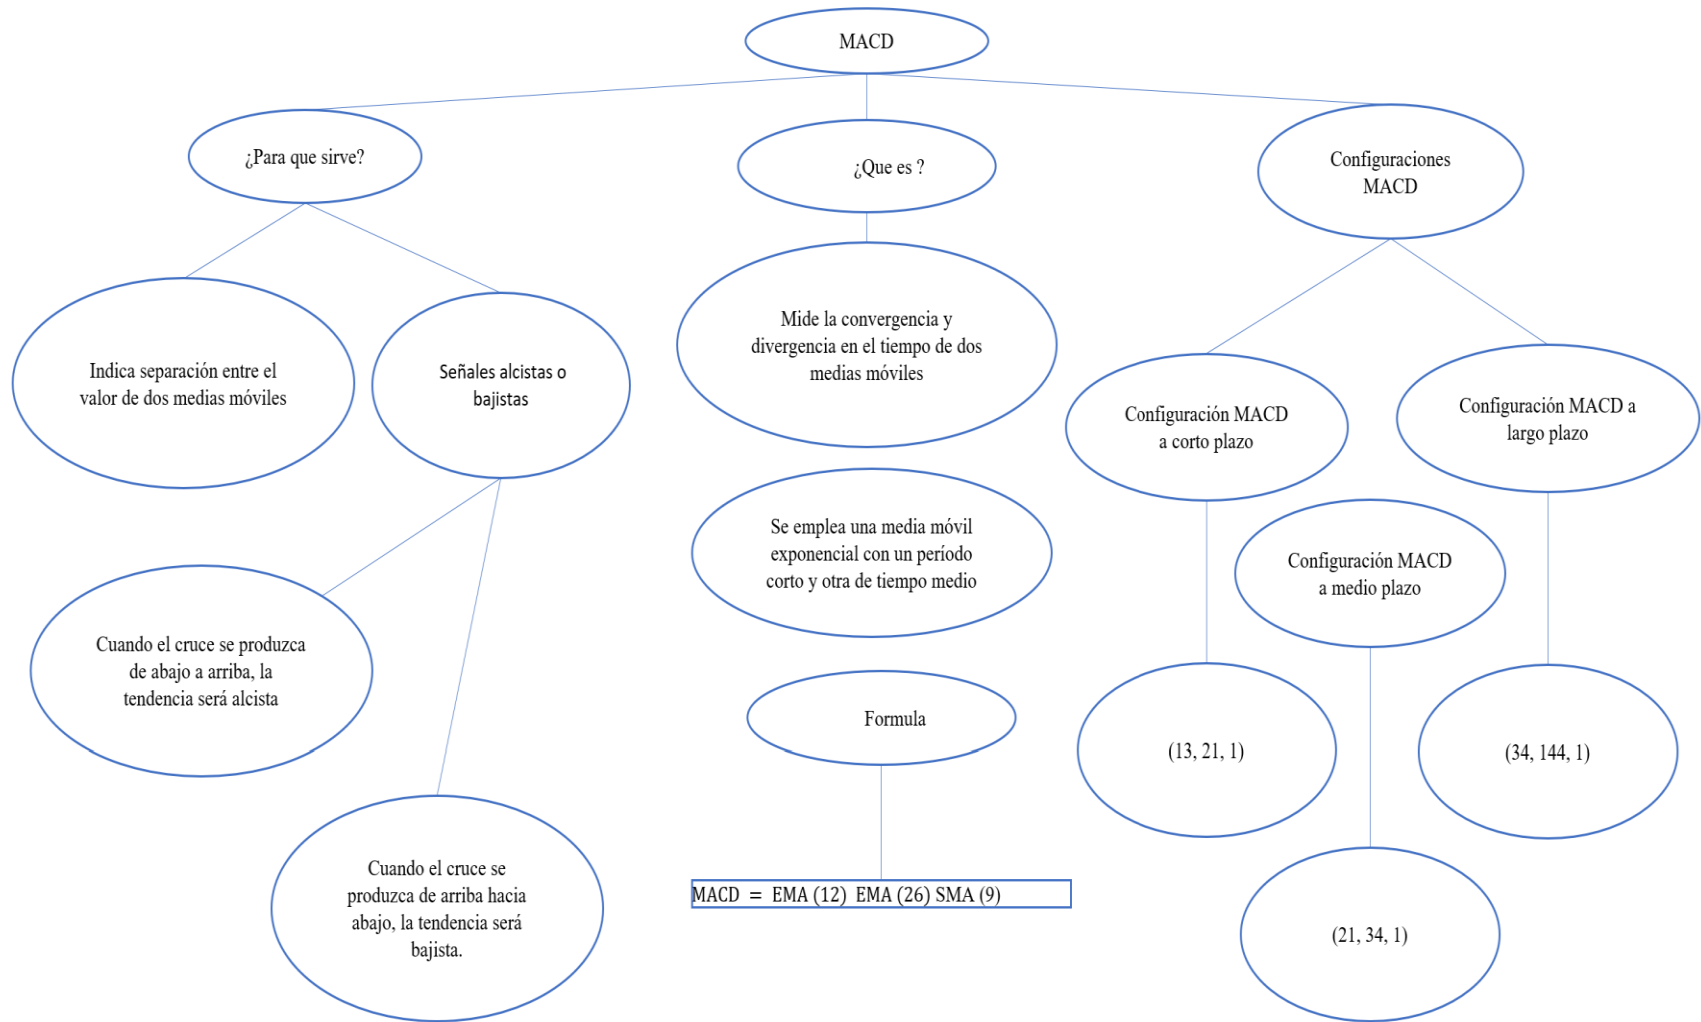 MACD
¿Para que sirve?
¿Que es ?
Configuraciones
MACD
Indica separación entre el
valor de dos medias móviles
Señales alcistas o
bajistas
Mide la convergencia y
divergencia en el tiempo de dos
medias móviles
Configuración MACD
a corto plazo
Configuración MACD a
largo plazo
Se emplea una media móvil
exponencial con un período
corto y otra de tiempo medio
Configuración MACD
a medio plazo
Cuando el cruce se produzca
de abajo a arriba, la
tendencia será alcista
Formula
(13, 21, 1)
(34, 144, 1)
Cuando el cruce se
produzca de arriba hacia
abajo, la tendencia será
bajista.
MACD = EMA (12) EMA (26) SMA (9)
(21, 34, 1)